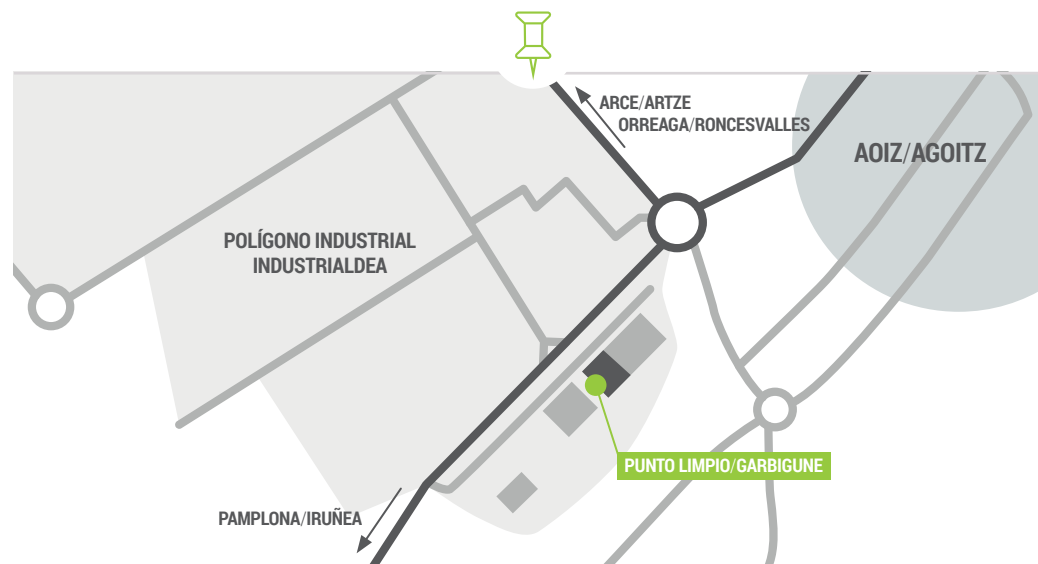 ARCE/ARTZE
ORREAGA/RONCESVALLES
AOIZ/AGOITZ
POLÍGONO INDUSTRIAL
INDUSTRIALDEA
PUNTO LIMPIO/GARBIGUNE
PAMPLONA/IRUÑEA